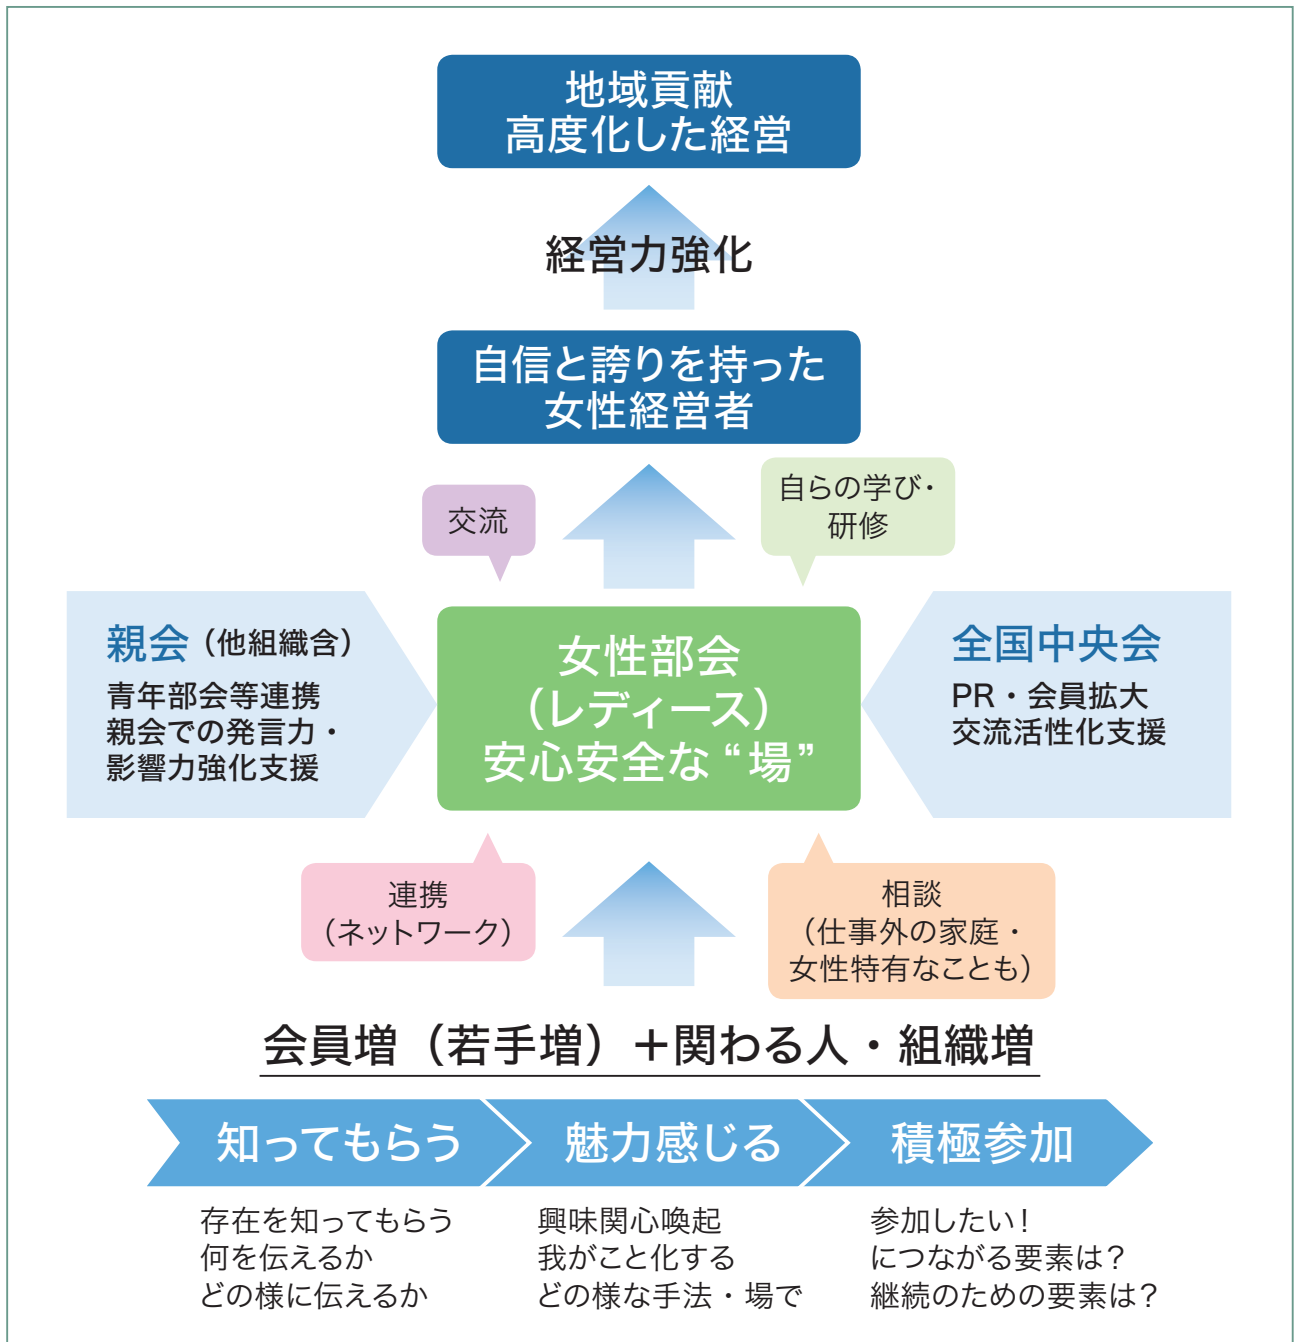 地域貢献
高度化した経営
経営力強化
自信と誇りを持った
女性経営者
交流
自らの学び・
研修
親会（他組織含）
青年部会等連携
親会での発言力・
影響力強化支援
女性部会
（レディース）
安心安全な“場”
全国中央会
PR・会員拡大
交流活性化支援
連携
（ネットワーク）
相談
（仕事外の家庭・
女性特有なことも）
会員増（若手増）＋関わる人・組織増
知ってもらう
魅力感じる
積極参加
存在を知ってもらう
何を伝えるか
どの様に伝えるか
興味関心喚起
我がこと化する
どの様な手法・場で
参加したい！
につながる要素は？
継続のための要素は？